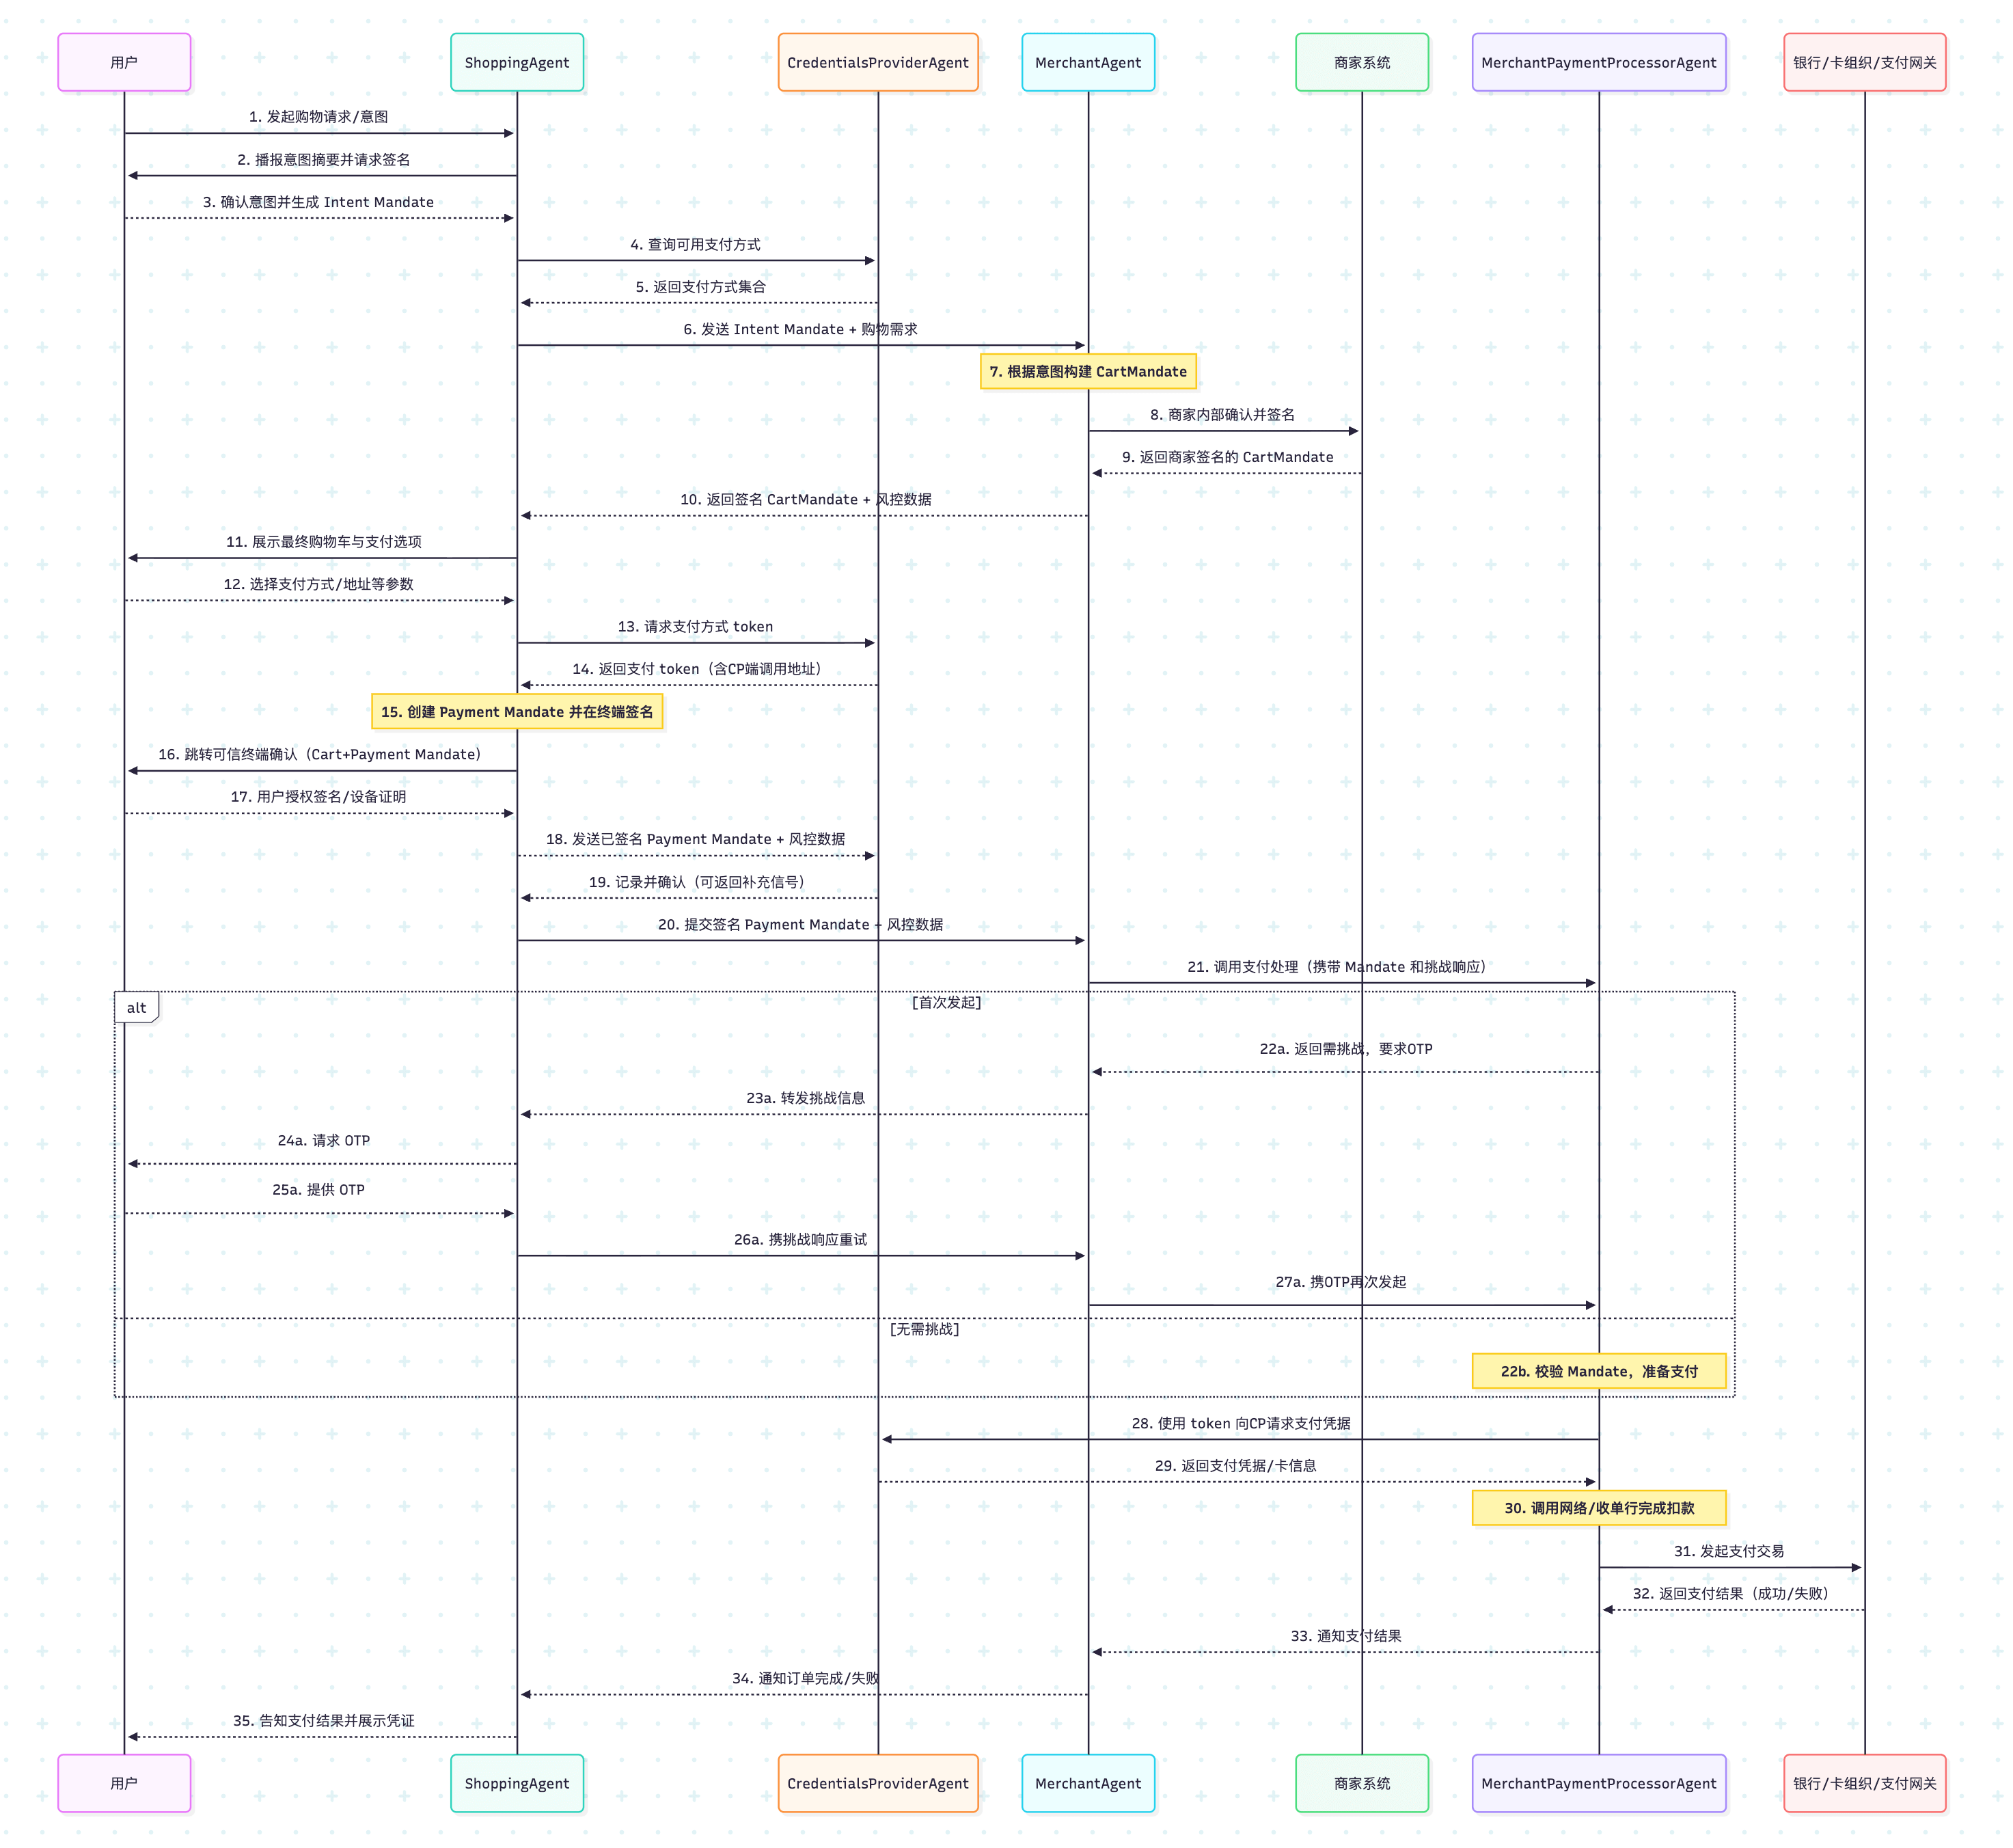 用户
ShoppingAgent
CredentialsProviderAgent
MerchantAgent
商家系统
MerchantPaymentProcessorAgent
银行/卡组织/支付网关
1. 发起购物请求/意图
2. 播报意图摘要并请求签名
3. 确认意图并生成 Intent Mandate
4. 查询可用支付方式
5. 返回支付方式集合
6. 发送 Intent Mandate + 购物需求
7. 根据意图构建 CartMandate
8. 商家内部确认并签名
9. 返回商家签名的 CartMandate
10. 返回签名 CartMandate + 风控数据
11. 展示最终购物车与支付选项
12. 选择支付方式/地址等参数
13. 请求支付方式 token
14. 返回支付 token（含CP端调用地址）
15. 创建 Payment Mandate 并在终端签名
16. 跳转可信终端确认（Cart+Payment Mandate）
17. 用户授权签名/设备证明
18. 发送已签名 Payment Mandate + 风控数据
19. 记录并确认（可返回补充信号）
20. 提交签名 Payment Mandate + 风控数据
21. 调用支付处理（携带 Mandate 和挑战响应）
alt
[首次发起]
22a. 返回需挑战，要求OTP
23a. 转发挑战信息
24a. 请求 OTP
25a. 提供 OTP
26a. 携挑战响应重试
27a. 携OTP再次发起
[无需挑战]
22b. 校验 Mandate，准备支付
28. 使用 token 向CP请求支付凭据
29. 返回支付凭据/卡信息
30. 调用网络/收单行完成扣款
31. 发起支付交易
32. 返回支付结果（成功/失败）
33. 通知支付结果
34. 通知订单完成/失败
35. 告知支付结果并展示凭证
用户
ShoppingAgent
CredentialsProviderAgent
MerchantAgent
商家系统
MerchantPaymentProcessorAgent
银行/卡组织/支付网关